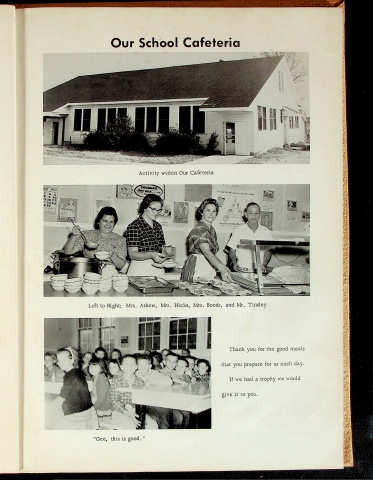 Our School Cafeteria
Activity within Our Cafeteria
Left to Right: Mrs. Askew, Mrs. Hicks, Mrs. Bonds, and Mr. Tinsley
Thank you for the good meals
that you prepare for us each day.
If we had a trophy we would
give it to you.
"Gee, this is good."